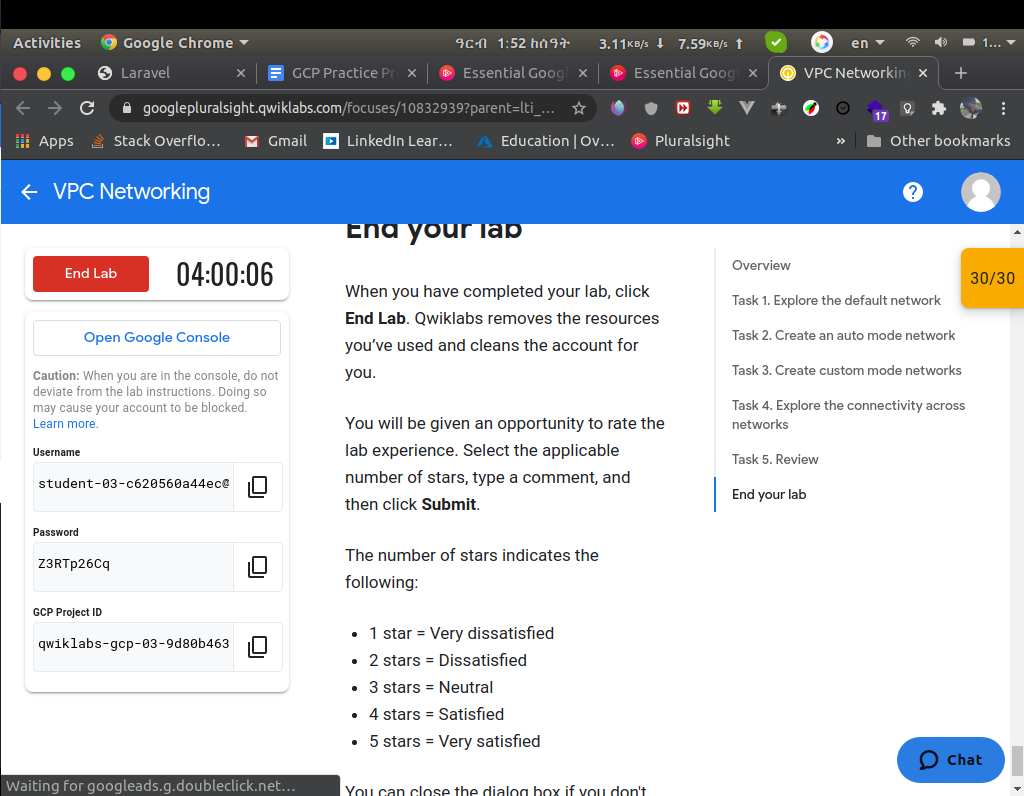 Activities Google Chrome ዓርብ 1:52 ከሰዓት 3.11KB/s ↓ 7.59KB/s ↑ en 1...
Laravel GCP Practice Pr Essential Googl Essential Goog VPC Networkin
googlepluralsight.qwiklabs.com/focuses/10832939?parent=lti_... 17
Apps Stack Overflo... Gmail LinkedIn Lear... Education | Ov... Pluralsight » Other bookmarks
VPC Networking
End Lab
04:00:06
Open Google Console
Caution: When you are in the console, do not
deviate from the lab instructions. Doing so
may cause your account to be blocked.
Learn more.
Username
student-03-c620560a44ec@
Password
Z3RTp26Cq
GCP Project ID
qwiklabs-gcp-03-9d80b463
End your lab
When you have completed your lab, click
End Lab. Qwiklabs removes the resources
you’ve used and cleans the account for
you.
You will be given an opportunity to rate the
lab experience. Select the applicable
number of stars, type a comment, and
then click Submit.
The number of stars indicates the
following:
• 1 star = Very dissatisfied
• 2 stars = Dissatisfied
• 3 stars = Neutral
• 4 stars = Satisfied
• 5 stars = Very satisfied
You can close the dialog box if you don't
Overview
Task 1. Explore the default network
Task 2. Create an auto mode network
Task 3. Create custom mode networks
Task 4. Explore the connectivity across
networks
Task 5. Review
End your lab
30/30
Chat
Waiting for googleads.g.doubleclick.net...